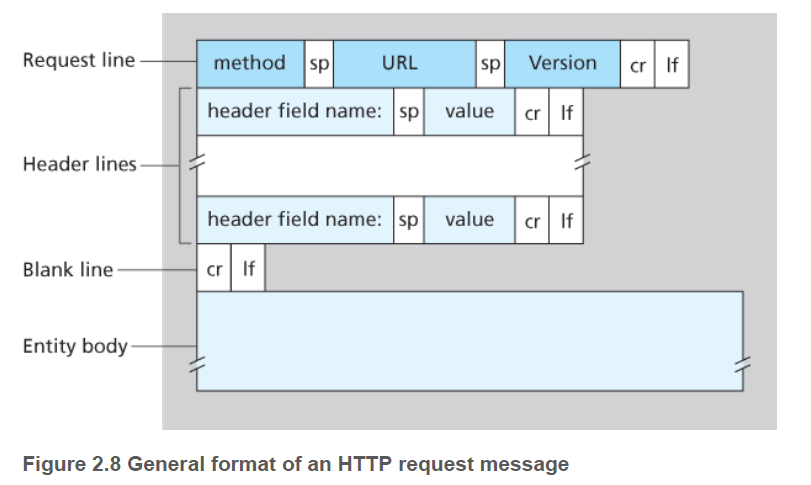 Request line method sp URL sp Version cr lf
header field name: sp value cr lf
Header lines
header field name: sp value cr lf
Blank line cr lf
Entity body
Figure 2.8 General format of an HTTP request message